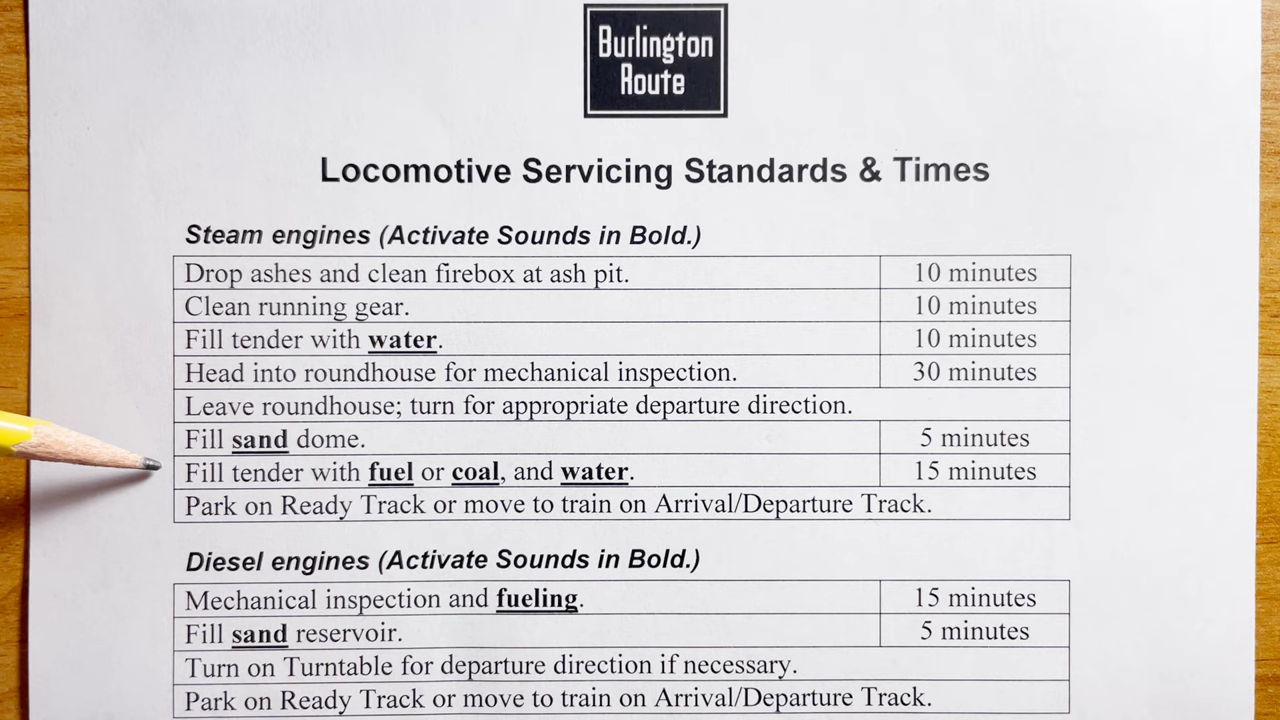 Burlington
Route
Locomotive Servicing Standards & Times
Steam engines (Activate Sounds in Bold.)
Drop ashes and clean firebox at ash pit. 10 minutes
Clean running gear. 10 minutes
Fill tender with water. 10 minutes
Head into roundhouse for mechanical inspection. 30 minutes
Leave roundhouse; turn for appropriate departure direction.
Fill sand dome. 5 minutes
Fill tender with fuel or coal, and water. 15 minutes
Park on Ready Track or move to train on Arrival/Departure Track.
Diesel engines (Activate Sounds in Bold.)
Mechanical inspection and fueling. 15 minutes
Fill sand reservoir. 5 minutes
Turn on Turntable for departure direction if necessary.
Park on Ready Track or move to train on Arrival/Departure Track.